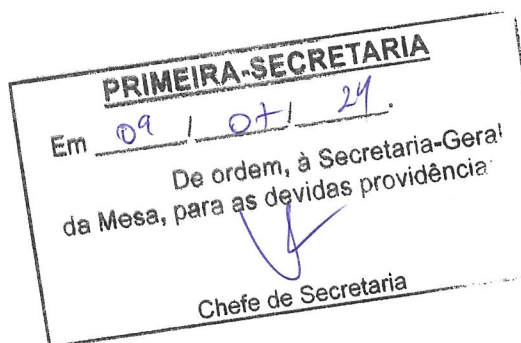 PRIMEIRA-SECRETARIA
Em 09 / 07 / 24.
De ordem, à Secretaria-Geral
da Mesa, para as devidas providência
Chefe de Secretaria